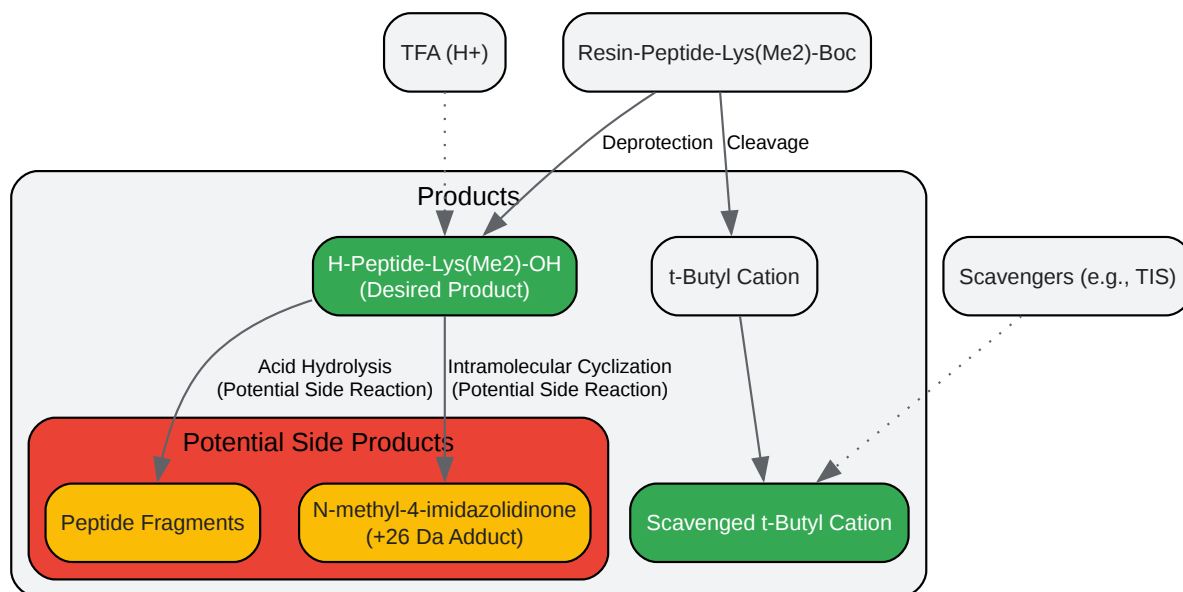 TFA (H+)
Resin-Peptide-Lys(Me2)-Boc
Deprotection
Cleavage
Products
H-Peptide-Lys(Me2)-OH
(Desired Product)
t-Butyl Cation
Scavengers (e.g., TIS)
Acid Hydrolysis
(Potential Side Reaction)
Intramolecular Cyclization
(Potential Side Reaction)
Potential Side Products
Peptide Fragments
N-methyl-4-imidazolidinone
(+26 Da Adduct)
Scavenged t-Butyl Cation